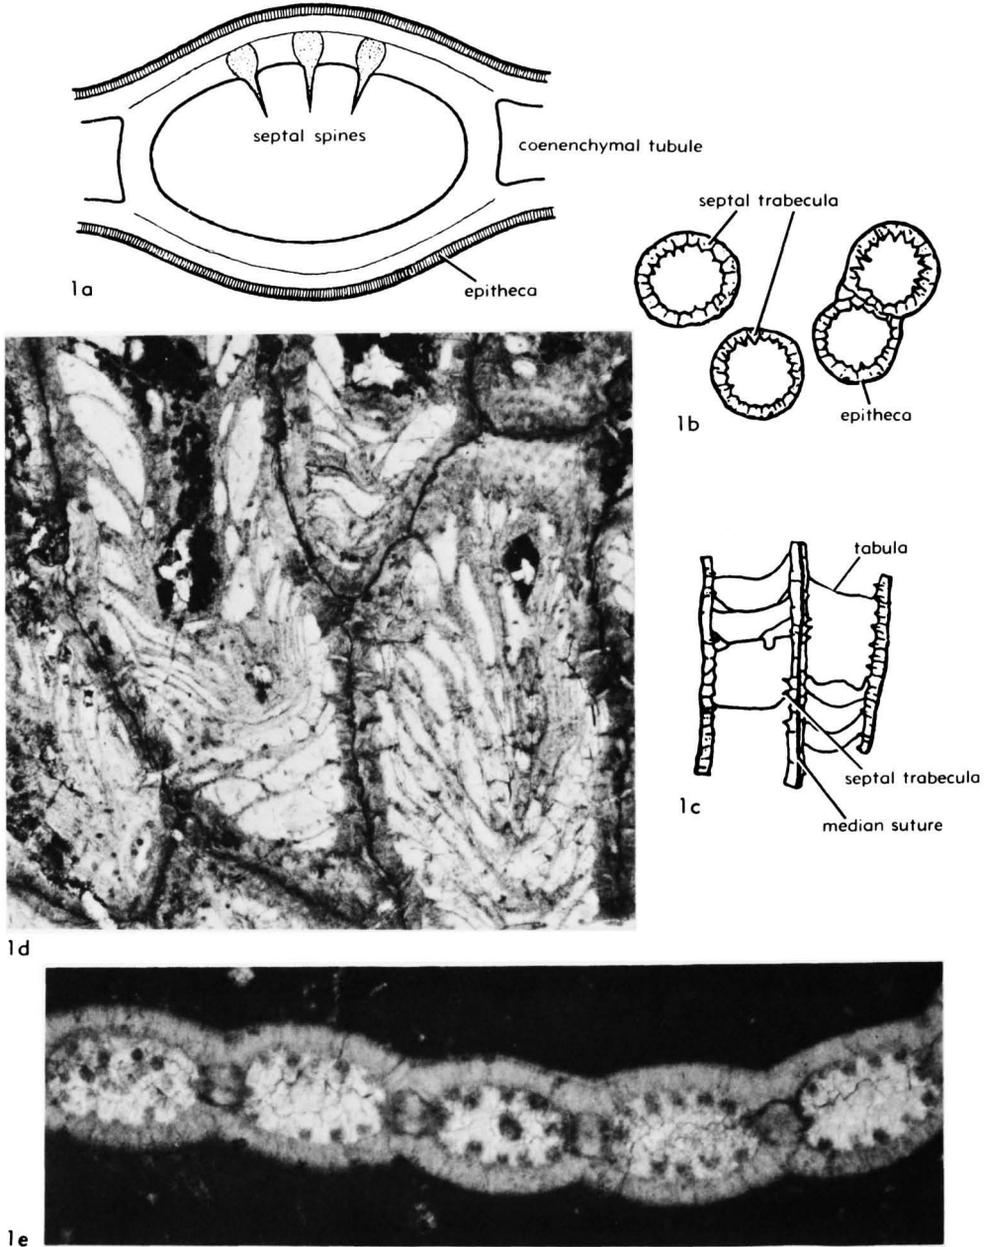 septal spines
coenenchymal tubule
epitheca
1a
septal trabecula
epitheca
1b
tabula
septal trabecula
median suture
1c
1d
1e